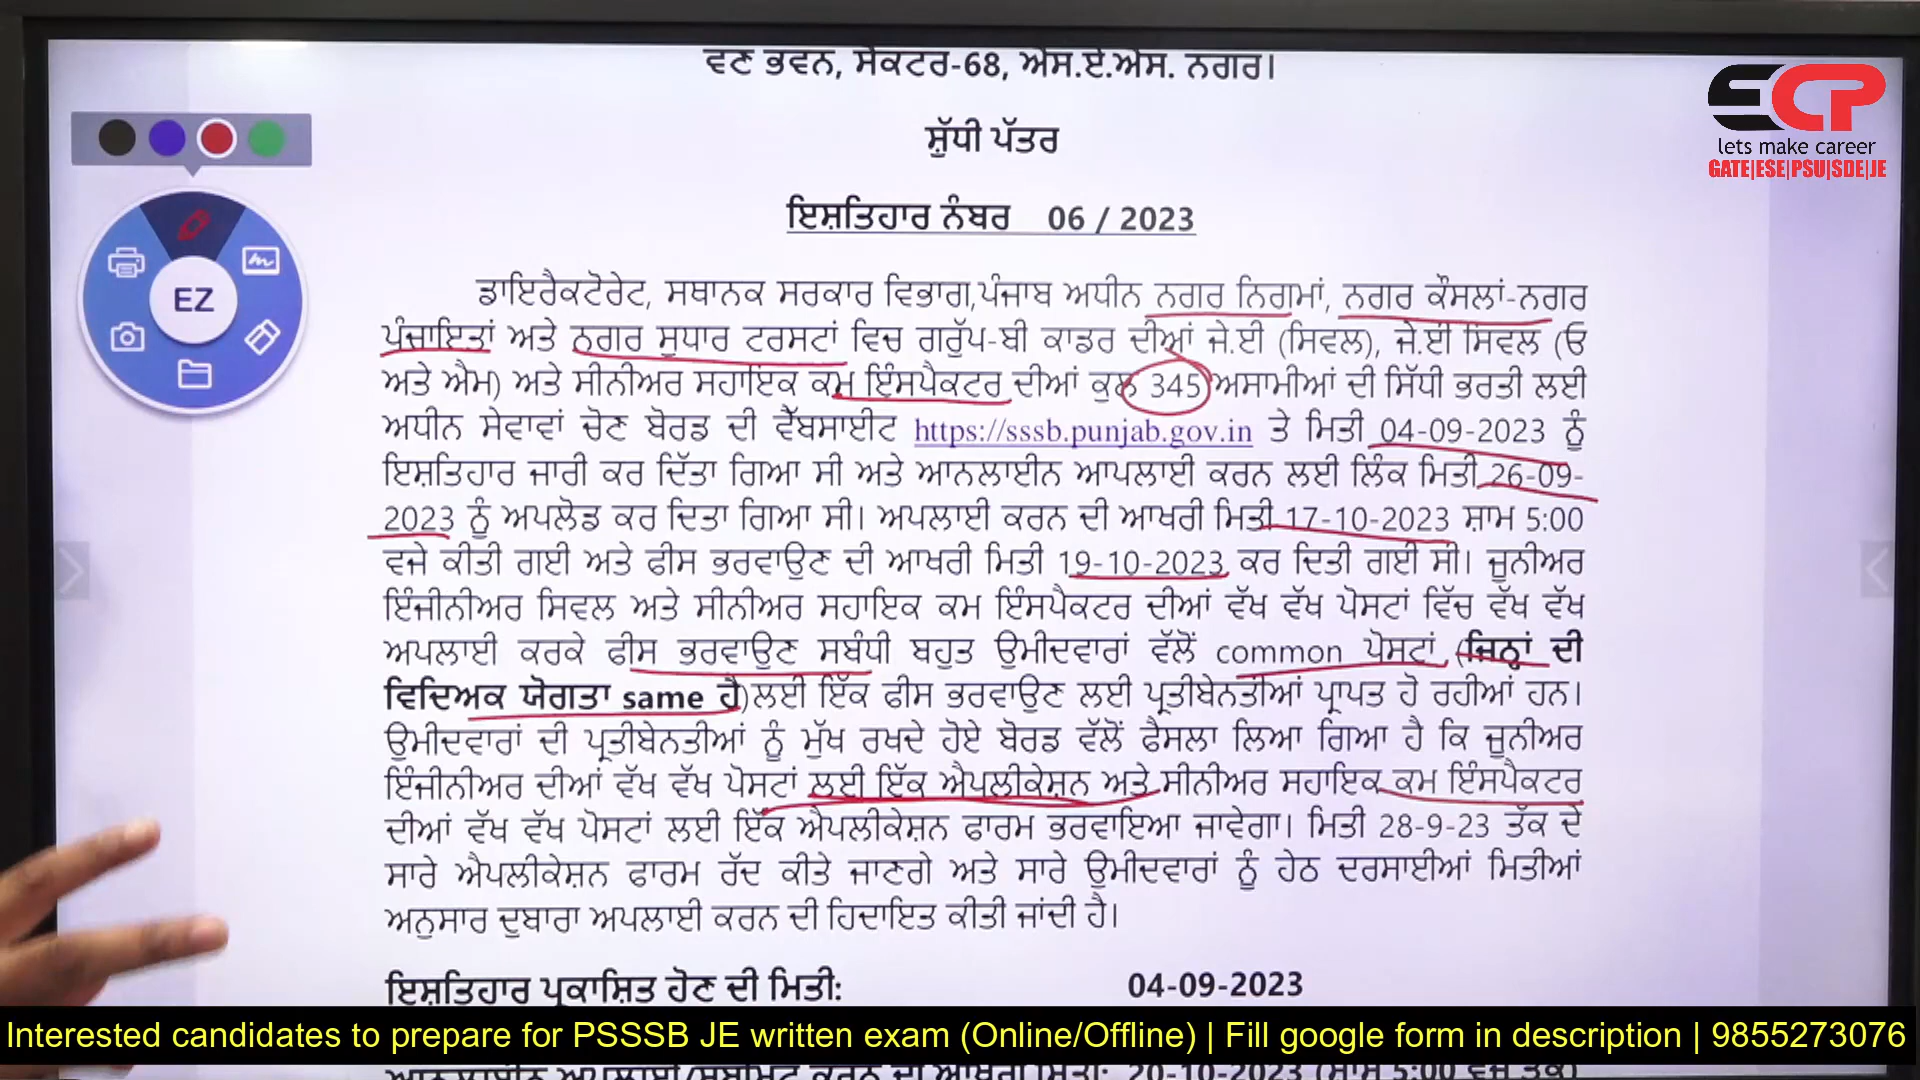 ਵਣ ਭਵਨ, ਸੈਕਟਰ-68, ਐਸ.ਏ.ਐਸ. ਨਗਰ।
ਸ਼ੁੱਧੀ ਪੱਤਰ
ਇਸ਼ਤਿਹਾਰ ਨੰਬਰ 06 / 2023
ਡਾਇਰੈਕਟੋਰੇਟ, ਸਥਾਨਕ ਸਰਕਾਰ ਵਿਭਾਗ,ਪੰਜਾਬ ਅਧੀਨ ਨਗਰ ਨਿਗਮਾਂ, ਨਗਰ ਕੌਂਸਲਾਂ-ਨਗਰ
ਪੰਚਾਇਤਾਂ ਅਤੇ ਨਗਰ ਸੁਧਾਰ ਟਰਸਟਾਂ ਵਿਚ ਗਰੁੱਪ-ਬੀ ਕਾਡਰ ਦੀਆਂ ਜੇ.ਈ (ਸਿਵਲ), ਜੇ.ਈ ਸਿਵਲ (ਓ
ਅਤੇ ਐਮ) ਅਤੇ ਸੀਨੀਅਰ ਸਹਾਇਕ ਕਮ ਇੰਸਪੈਕਟਰ ਦੀਆਂ ਕੁਲ 345 ਅਸਾਮੀਆਂ ਦੀ ਸਿੱਧੀ ਭਰਤੀ ਲਈ
ਅਧੀਨ ਸੇਵਾਵਾਂ ਚੋਣ ਬੋਰਡ ਦੀ ਵੈੱਬਸਾਈਟ https://sssb.punjab.gov.in ਤੇ ਮਿਤੀ 04-09-2023 ਨੂੰ
ਇਸ਼ਤਿਹਾਰ ਜਾਰੀ ਕਰ ਦਿੱਤਾ ਗਿਆ ਸੀ ਅਤੇ ਆਨਲਾਈਨ ਆਪਲਾਈ ਕਰਨ ਲਈ ਲਿੰਕ ਮਿਤੀ 26-09-
2023 ਨੂੰ ਅਪਲੋਡ ਕਰ ਦਿਤਾ ਗਿਆ ਸੀ। ਅਪਲਾਈ ਕਰਨ ਦੀ ਆਖਰੀ ਮਿਤੀ 17-10-2023 ਸ਼ਾਮ 5:00
ਵਜੇ ਕੀਤੀ ਗਈ ਅਤੇ ਫੀਸ ਭਰਵਾਉਣ ਦੀ ਆਖਰੀ ਮਿਤੀ 19-10-2023 ਕਰ ਦਿਤੀ ਗਈ ਸੀ। ਜੂਨੀਅਰ
ਇੰਜੀਨੀਅਰ ਸਿਵਲ ਅਤੇ ਸੀਨੀਅਰ ਸਹਾਇਕ ਕਮ ਇੰਸਪੈਕਟਰ ਦੀਆਂ ਵੱਖ ਵੱਖ ਪੋਸਟਾਂ ਵਿੱਚ ਵੱਖ ਵੱਖ
ਅਪਲਾਈ ਕਰਕੇ ਫੀਸ ਭਰਵਾਉਣ ਸਬੰਧੀ ਬਹੁਤ ਉਮੀਦਵਾਰਾਂ ਵੱਲੋਂ common ਪੋਸਟਾਂ (ਜਿਨ੍ਹਾਂ ਦੀ
ਵਿਦਿਅਕ ਯੋਗਤਾ same ਹੈ)ਲਈ ਇੱਕ ਫੀਸ ਭਰਵਾਉਣ ਲਈ ਪ੍ਰਤੀਬੇਨਤੀਆਂ ਪ੍ਰਾਪਤ ਹੋ ਰਹੀਆਂ ਹਨ।
ਉਮੀਦਵਾਰਾਂ ਦੀ ਪ੍ਰਤੀਬੇਨਤੀਆਂ ਨੂੰ ਮੁੱਖ ਰਖਦੇ ਹੋਏ ਬੋਰਡ ਵੱਲੋਂ ਫੈਸਲਾ ਲਿਆ ਗਿਆ ਹੈ ਕਿ ਜੂਨੀਅਰ
ਇੰਜੀਨੀਅਰ ਦੀਆਂ ਵੱਖ ਵੱਖ ਪੋਸਟਾਂ ਲਈ ਇੱਕ ਐਪਲੀਕੇਸ਼ਨ ਅਤੇ ਸੀਨੀਅਰ ਸਹਾਇਕ ਕਮ ਇੰਸਪੈਕਟਰ
ਦੀਆਂ ਵੱਖ ਵੱਖ ਪੋਸਟਾਂ ਲਈ ਇੱਕ ਐਪਲੀਕੇਸ਼ਨ ਫਾਰਮ ਭਰਵਾਇਆ ਜਾਵੇਗਾ। ਮਿਤੀ 28-9-23 ਤੱਕ ਦੇ
ਸਾਰੇ ਐਪਲੀਕੇਸ਼ਨ ਫਾਰਮ ਰੱਦ ਕੀਤੇ ਜਾਣਗੇ ਅਤੇ ਸਾਰੇ ਉਮੀਦਵਾਰਾਂ ਨੂੰ ਹੇਠ ਦਰਸਾਈਆਂ ਮਿਤੀਆਂ
ਅਨੁਸਾਰ ਦੁਬਾਰਾ ਅਪਲਾਈ ਕਰਨ ਦੀ ਹਿਦਾਇਤ ਕੀਤੀ ਜਾਂਦੀ ਹੈ।
ਇਸ਼ਤਿਹਾਰ ਪ੍ਰਕਾਸ਼ਿਤ ਹੋਣ ਦੀ ਮਿਤੀ: 04-09-2023
EZ
ECP
lets make career
GATE|ESE|PSU|SDE|JE
Interested candidates to prepare for PSSSB JE written exam (Online/Offline) | Fill google form in description | 9855273076
20-10-2023 (ਸ਼ਾਮ 5:00 ਵਜੇ ਤੱਕ)